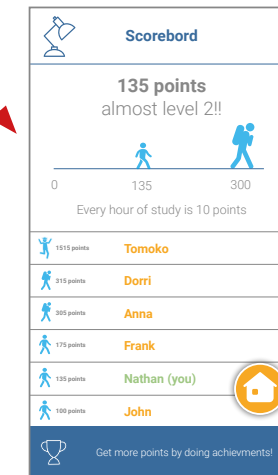 Scorebord
135 points
almost level 2!!
0 135 300
Every hour of study is 10 points
1515 points Tomoko
315 points Dorri
305 points Anna
175 points Frank
135 points Nathan (you)
100 points John
Get more points by doing achievments!